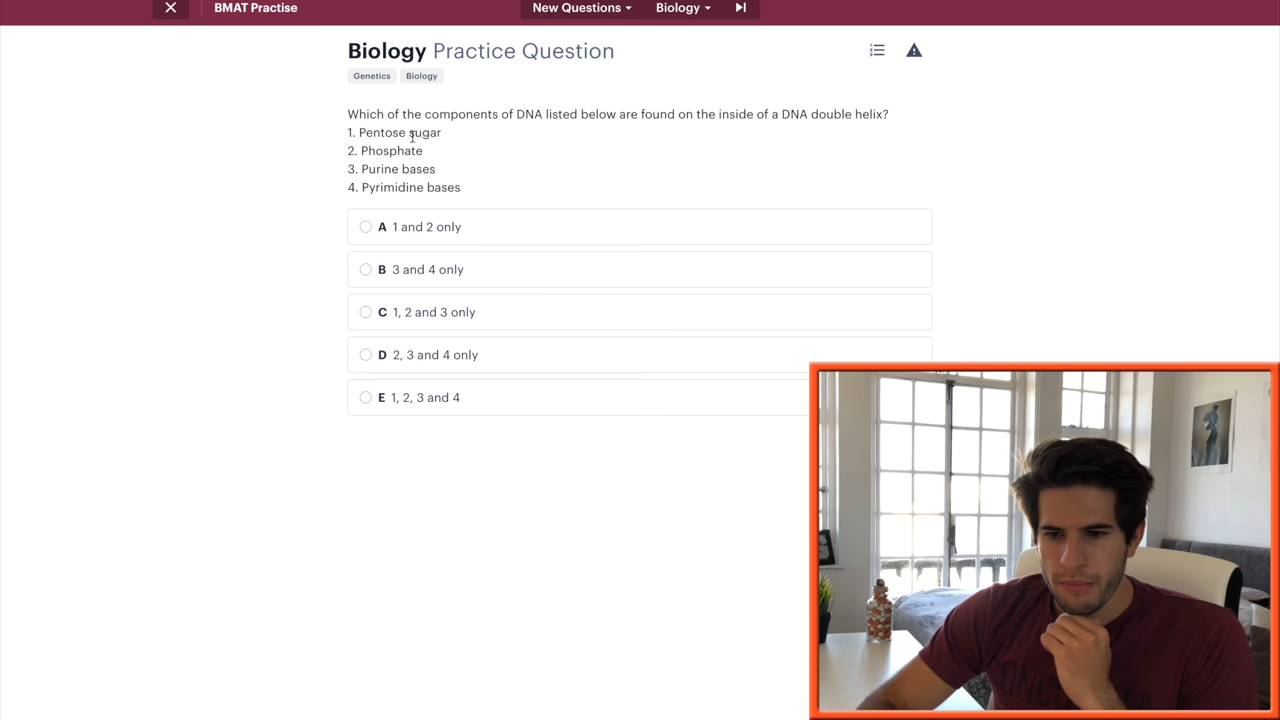 BMAT Practise
New Questions
Biology
Biology Practice Question
Genetics
Biology
Which of the components of DNA listed below are found on the inside of a DNA double helix?
1. Pentose sugar
2. Phosphate
3. Purine bases
4. Pyrimidine bases
A 1 and 2 only
B 3 and 4 only
C 1, 2 and 3 only
D 2, 3 and 4 only
E 1, 2, 3 and 4